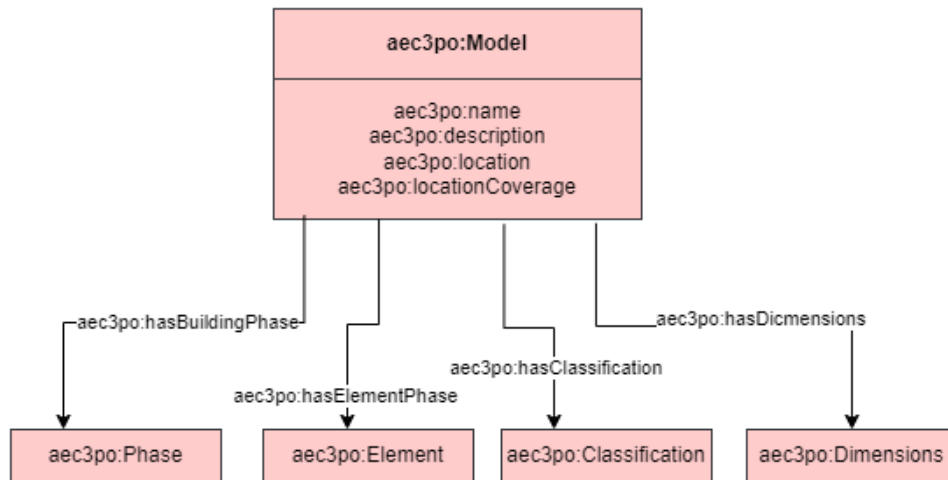 aec3po:Model
aec3po:name
aec3po:description
aec3po:location
aec3po:locationCoverage
aec3po:hasBuildingPhase
aec3po:hasDicmensions
aec3po:hasClassification
aec3po:hasElementPhase
aec3po:Phase
aec3po:Element
aec3po:Classification
aec3po:Dimensions